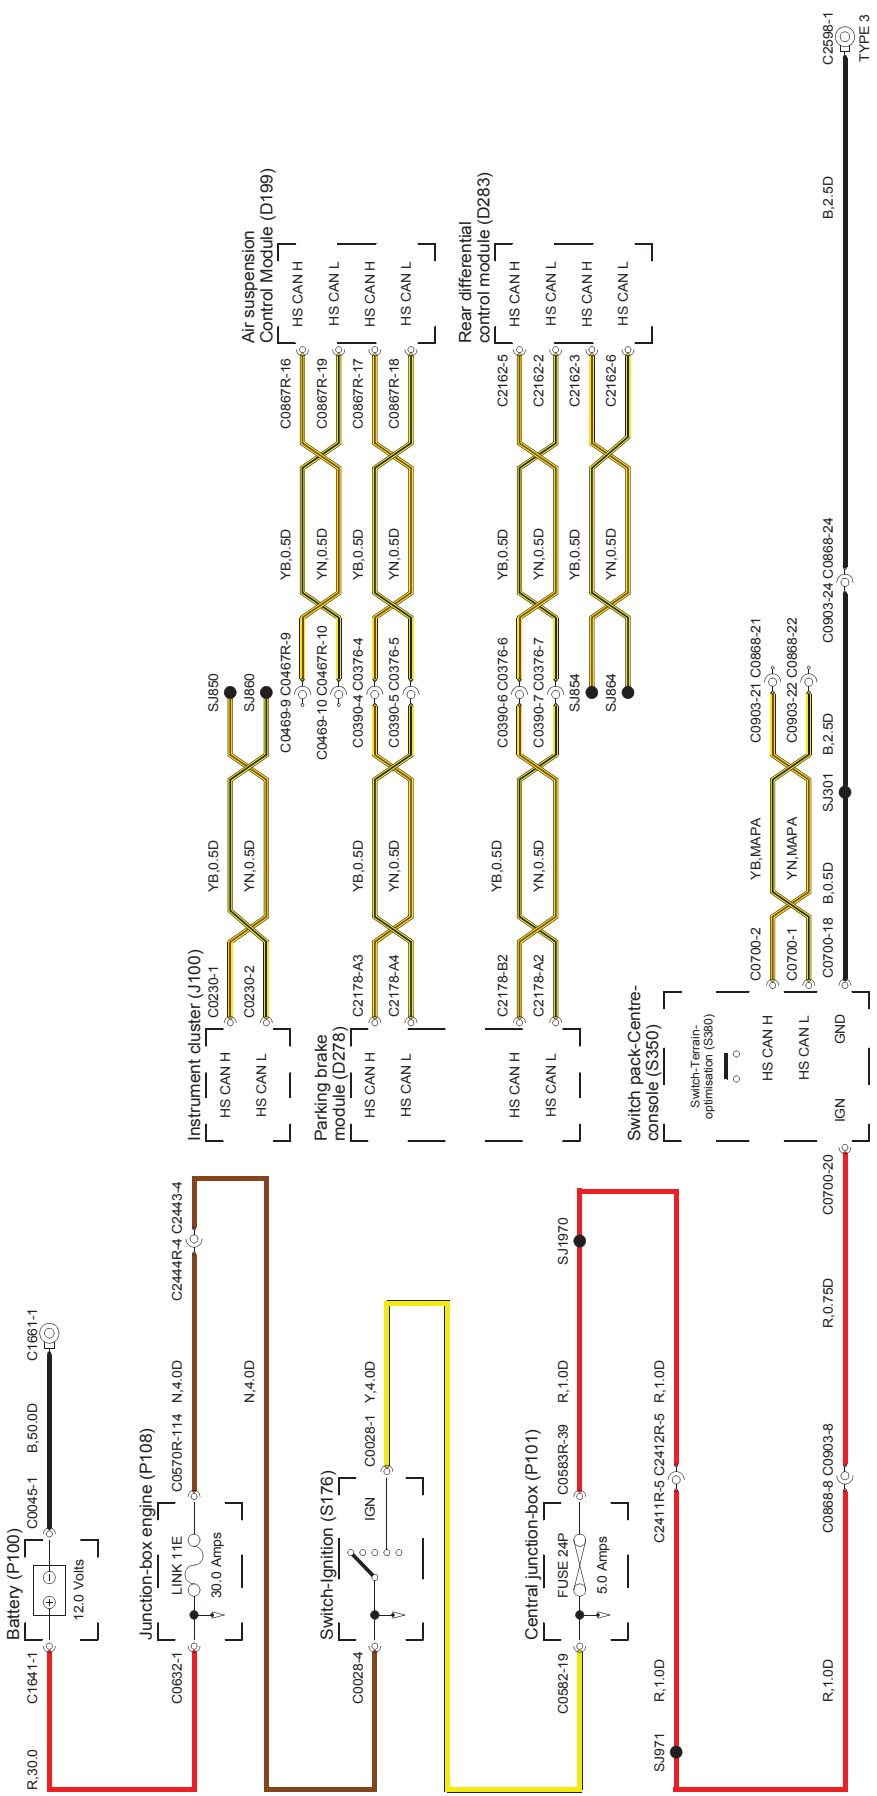 Battery (P100)
12.0 Volts
C1641-1
C0045-1
R,30.0
B,50.0D
C1661-1
Junction-box engine (P108)
LINK 11E
30.0 Amps
C0632-1
C0570R-114
N,4.0D
C2444R-4
C2443-4
N,4.0D
Switch-Ignition (S176)
IGN
C0028-4
C0028-1
Y,4.0D
Central junction-box (P101)
FUSE 24P
5.0 Amps
C0582-19
C0583R-39
R,1.0D
SJ1970
SJ971
R,1.0D
C2411R-5
C2412R-5
R,1.0D
R,1.0D
C0868-8
C0903-8
R,0.75D
C0700-20
Instrument cluster (J100)
HS CAN H
HS CAN L
C0230-1
C0230-2
YB,0.5D
YN,0.5D
SJ850
SJ860
Parking brake
module (D278)
HS CAN H
HS CAN L
HS CAN H
HS CAN L
C2178-A3
C2178-A4
YB,0.5D
YN,0.5D
C2178-B2
C2178-A2
YB,0.5D
YN,0.5D
C0469-9
C0467R-9
C0469-10
C0467R-10
C0390-4
C0376-4
C0390-5
C0376-5
YB,0.5D
YN,0.5D
YB,0.5D
YN,0.5D
C0867R-16
C0867R-19
C0867R-17
C0867R-18
Air suspension
Control Module (D199)
HS CAN H
HS CAN L
HS CAN H
HS CAN L
C0390-6
C0376-6
C0390-7
C0376-7
SJ854
SJ864
YB,0.5D
YN,0.5D
YB,0.5D
YN,0.5D
C2162-5
C2162-2
C2162-3
C2162-6
Rear differential
control module (D283)
HS CAN H
HS CAN L
HS CAN H
HS CAN L
Switch pack-Centre-
console (S350)
Switch-Terrain-
optimisation (S380)
HS CAN H
HS CAN L
IGN
GND
C0700-2
C0700-1
C0700-18
YB,MAPA
YN,MAPA
B,0.5D
SJ301
B,2.5D
C0903-21
C0868-21
C0903-22
C0868-22
C0903-24
C0868-24
B,2.5D
C2598-1
TYPE 3